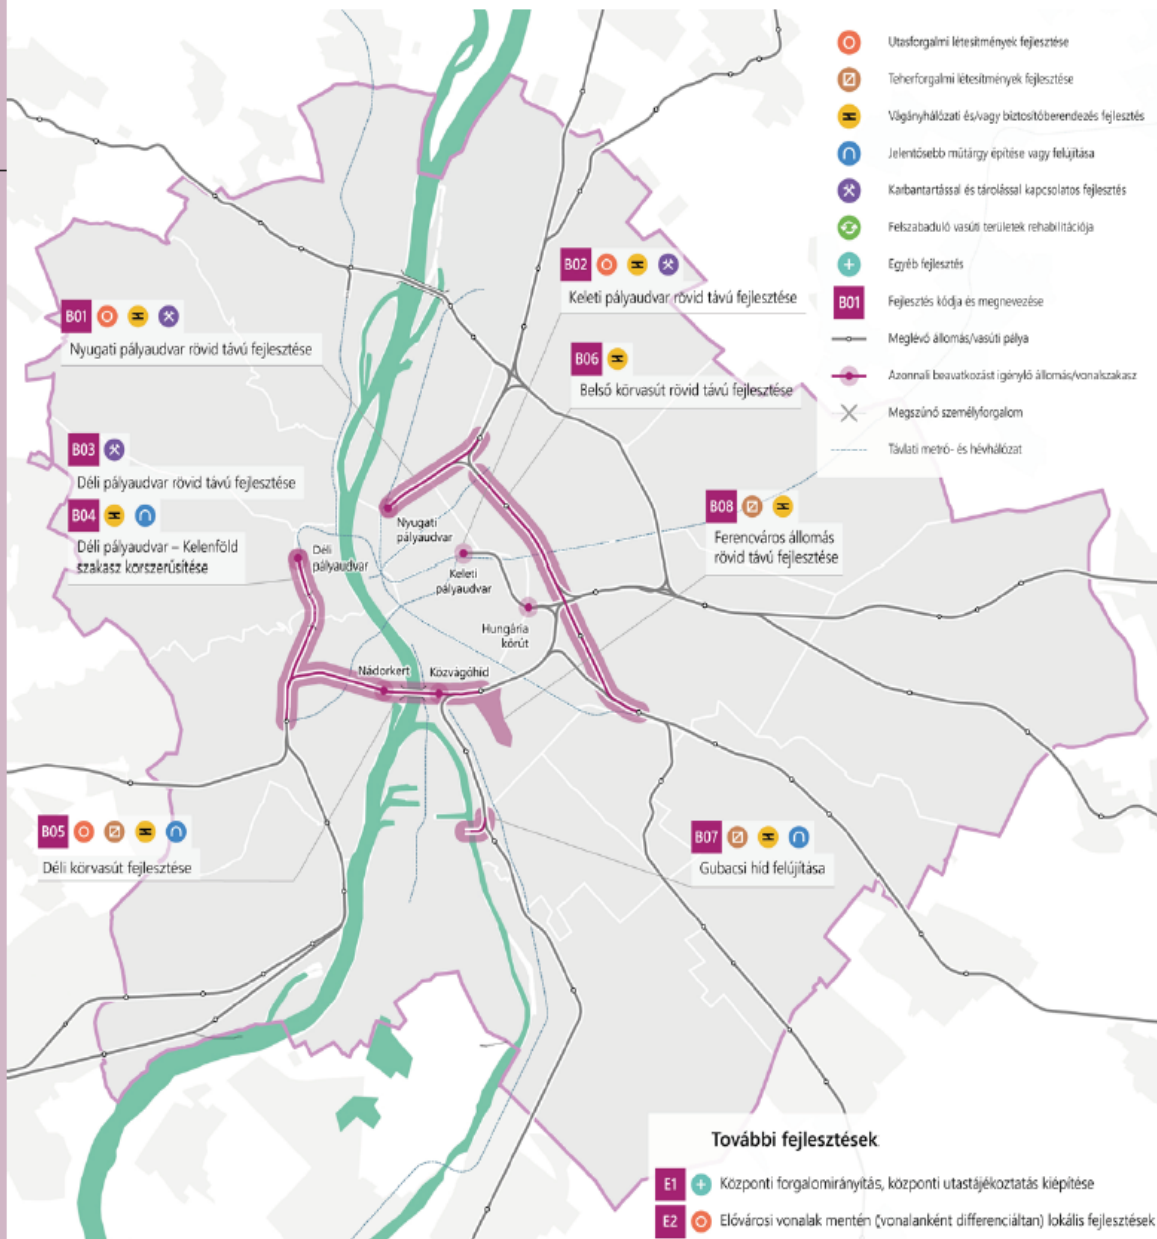 Utasforgalmi létesítmények fejlesztése
Teherforgalmi létesítmények fejlesztése
Vágányhálózati és/vagy biztosítóberendezés fejlesztés
Jelentősebb műtárgy építése vagy felújítása
Karbantartással és tárolással kapcsolatos fejlesztés
Felszabaduló vasúti területek rehabilitációja
Egyéb fejlesztés
B01
Fejlesztés kódja és megnevezése
Meglévő állomás/vasúti pálya
Azonnali beavatkozást igénylő állomás/vonalszakasz
Megszűnő személyforgalom
Távlati metró- és hévhálózat
B02
Keleti pályaudvar rövid távú fejlesztése
B01
Nyugati pályaudvar rövid távú fejlesztése
B06
Belső körvasút rövid távú fejlesztése
B03
Déli pályaudvar rövid távú fejlesztése
B04
Déli pályaudvar – Kelenföld
szakasz korszerűsítése
B08
Ferencváros állomás
rövid távú fejlesztése
Nyugati
pályaudvar
Déli
pályaudvar
Keleti
pályaudvar
Hungária
körút
Nádorkert
Közvágóhíd
B05
Déli körvasút fejlesztése
B07
Gubacsi híd felújítása
További fejlesztések
E1
Központi forgalomirányítás, központi utastájékoztatás kiépítése
E2
Elővárosi vonalak mentén (vonalanként differenciáltan) lokális fejlesztések